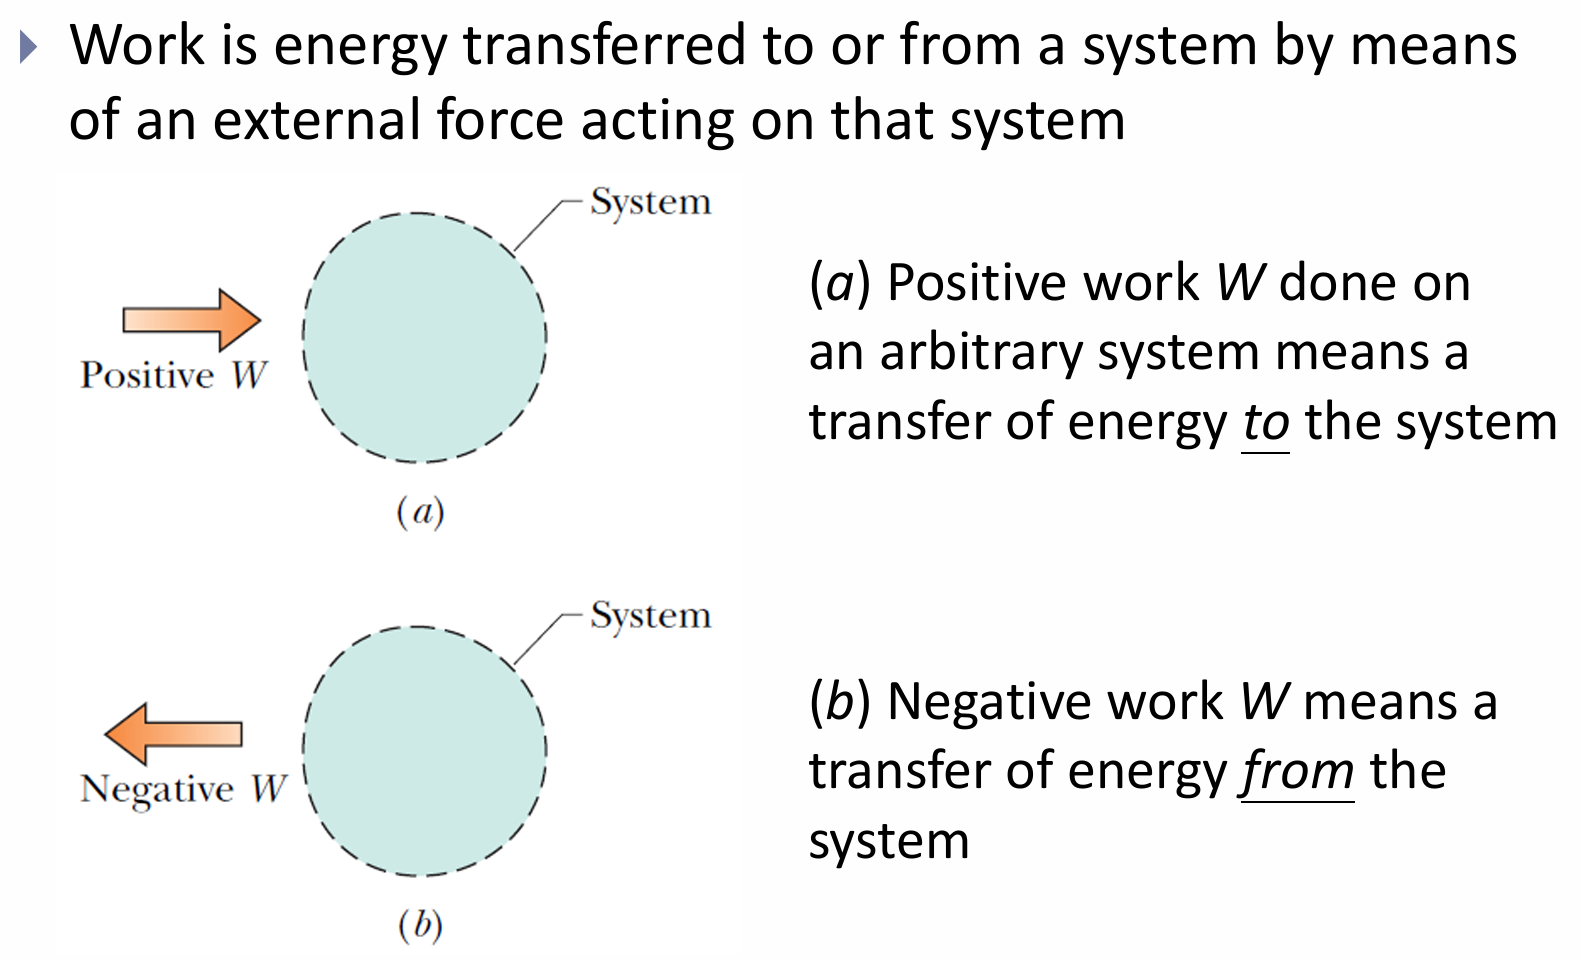 Work is energy transferred to or from a system by means
of an external force acting on that system
System
Positive W
(a)
(a) Positive work W done on
an arbitrary system means a
transfer of energy to the system
System
Negative W
(b)
(b) Negative work W means a
transfer of energy from the
system